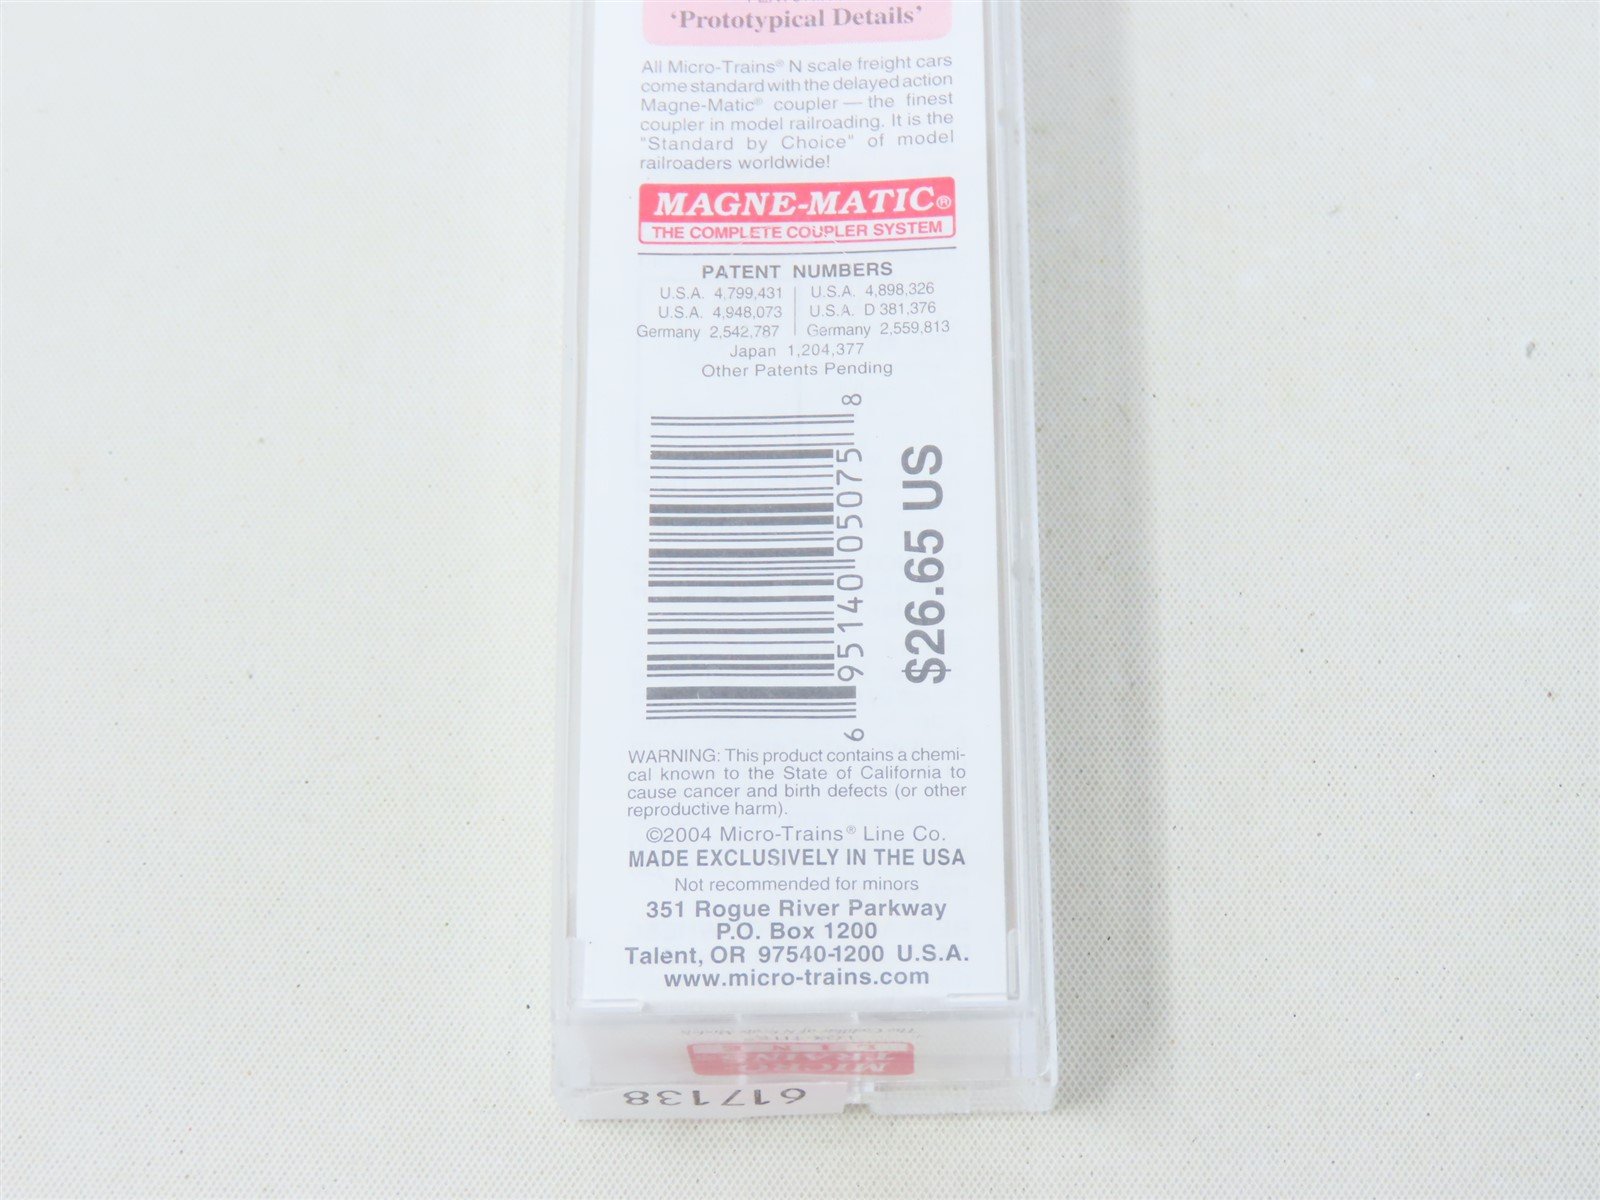 'Prototypical Details'
All Micro-Trains® N scale freight cars
come standard with the delayed action
Magne-Matic® coupler — the finest
coupler in model railroading. It is the
"Standard by Choice" of model
railroaders worldwide!
MAGNE-MATIC®
THE COMPLETE COUPLER SYSTEM
PATENT NUMBERS
U.S.A. 4,799,431 U.S.A. 4,898,326
U.S.A. 4,948,073 U.S.A. D 381,376
Germany 2,542,787 Germany 2,559,813
Japan 1,204,377
Other Patents Pending
6 95140 05075 8
$26.65 US
WARNING: This product contains a chemi-
cal known to the State of California to
cause cancer and birth defects (or other
reproductive harm).
©2004 Micro-Trains® Line Co.
MADE EXCLUSIVELY IN THE USA
Not recommended for minors
351 Rogue River Parkway
P.O. Box 1200
Talent, OR 97540-1200 U.S.A.
www.micro-trains.com
MICRO
TRAINS
LINE
617138